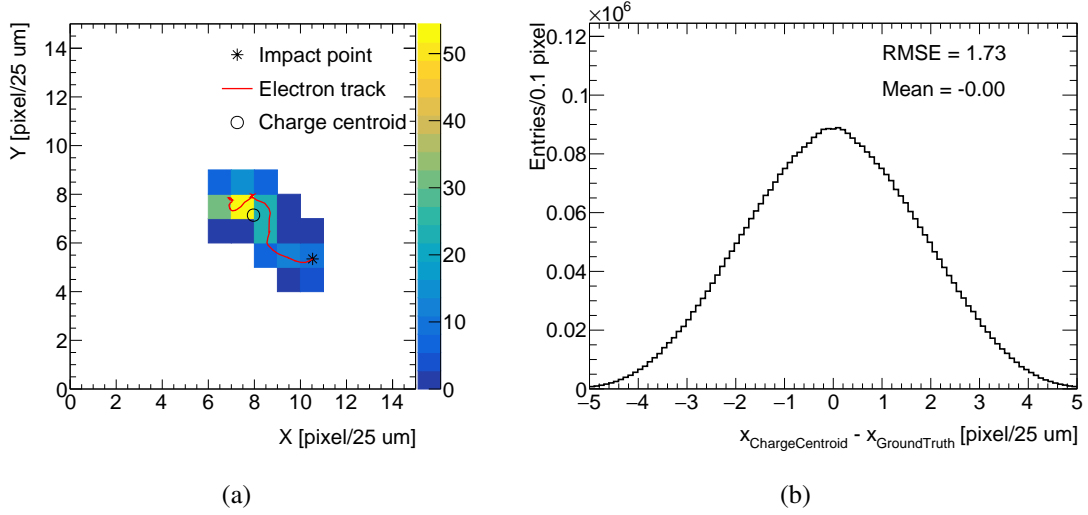 Y [pixel/25 um]
14
12
10
8
6
4
2
0
Impact point
Electron track
Charge centroid
50
40
30
20
10
0
0 2 4 6 8 10 12 14
X [pixel/25 um]
(a)
×10⁶
Entries/0.1 pixel
0.12
0.1
0.08
0.06
0.04
0.02
0
RMSE = 1.73
Mean = -0.00
−5 −4 −3 −2 −1 0 1 2 3 4 5
x_ChargeCentroid - x_GroundTruth [pixel/25 um]
(b)